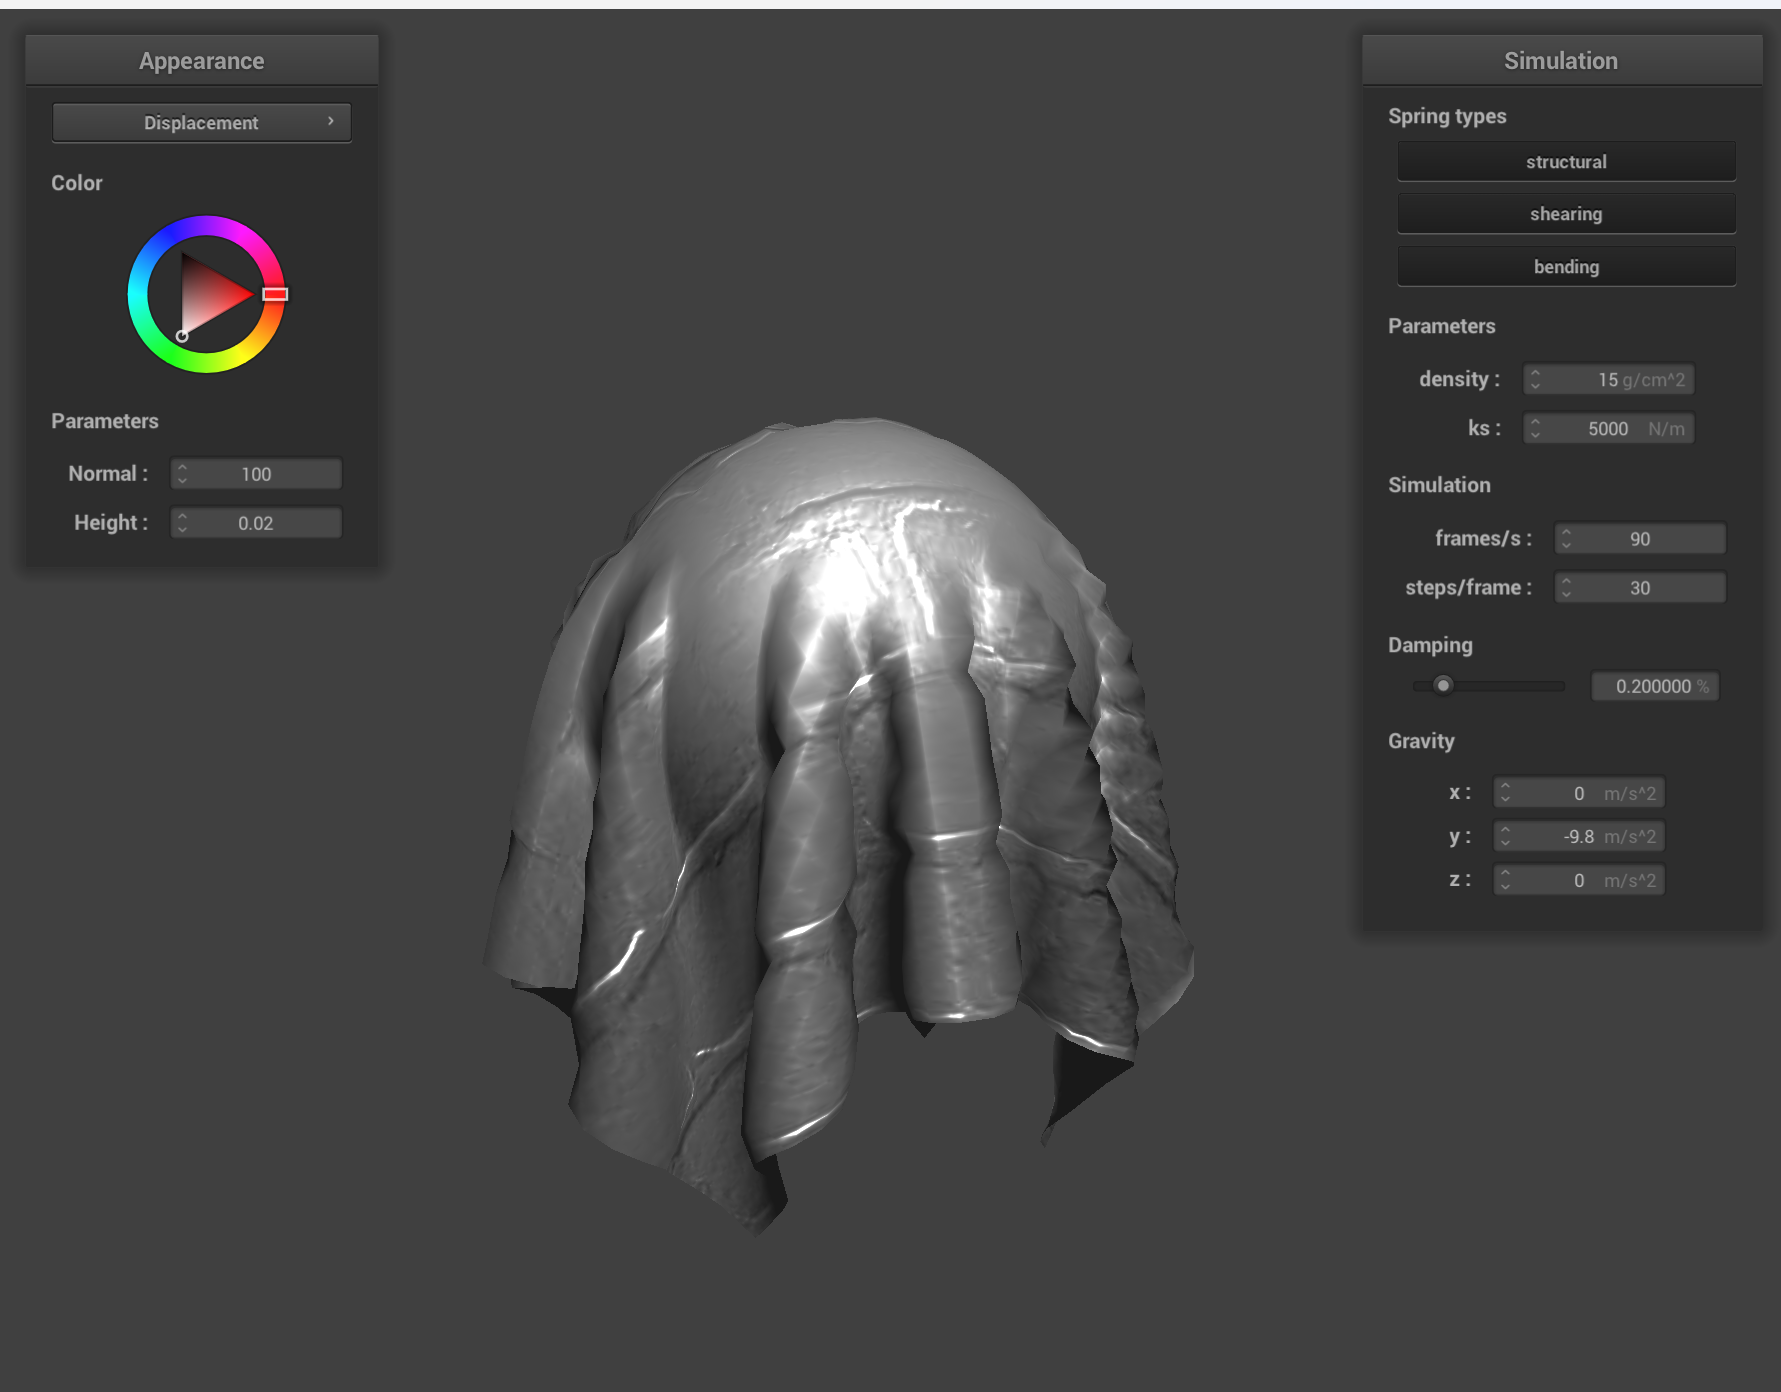 Appearance
Displacement ›
Color
Parameters
Normal : 100
Height : 0.02
Simulation
Spring types
structural
shearing
bending
Parameters
density : 15 g/cm^2
ks : 5000 N/m
Simulation
frames/s : 90
steps/frame : 30
Damping
0.200000 %
Gravity
x : 0 m/s^2
y : -9.8 m/s^2
z : 0 m/s^2